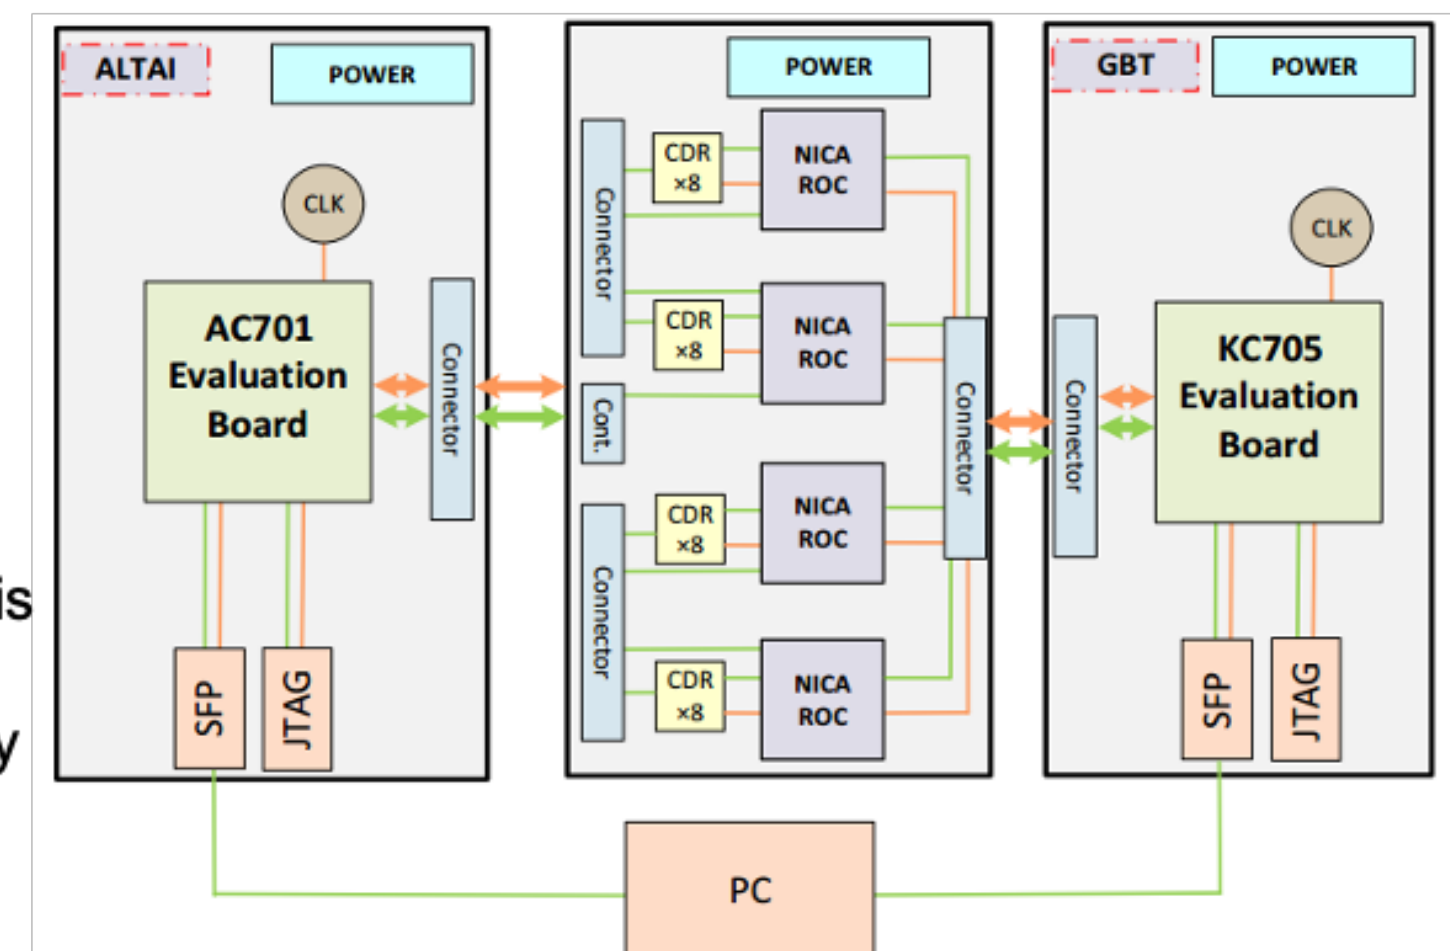 ALTAI
POWER
CLK
AC701
Evaluation
Board
Connector
SFP
JTAG
POWER
Connector
CDR
×8
NICA
ROC
CDR
×8
NICA
ROC
Cont.
Connector
CDR
×8
NICA
ROC
CDR
×8
NICA
ROC
Connector
GBT
POWER
CLK
Connector
KC705
Evaluation
Board
SFP
JTAG
PC
is
y